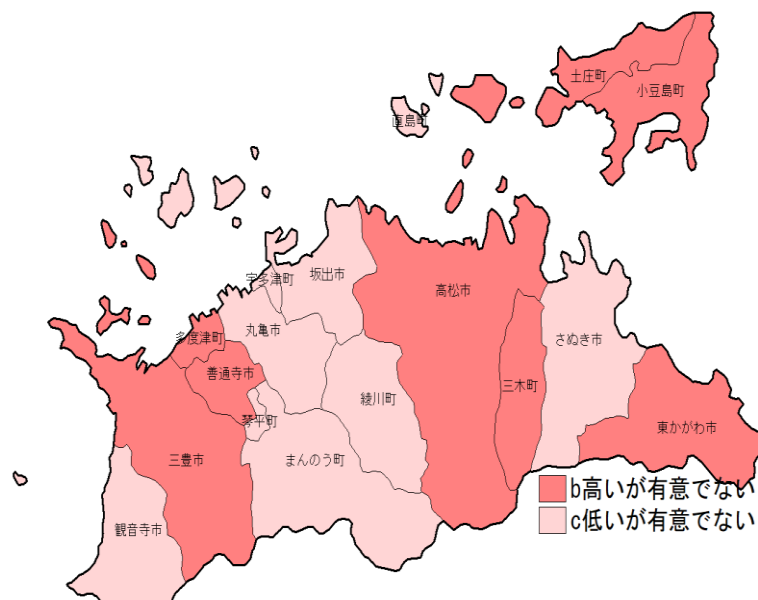 土庄町
小豆島町
直島町
宇多津町
坂出市
高松市
多度津町
丸亀市
さぬき市
善通寺市
三木町
綾川町
琴平町
東かがわ市
三豊市
まんのう町
観音寺市
b高いが有意でない
c低いが有意でない